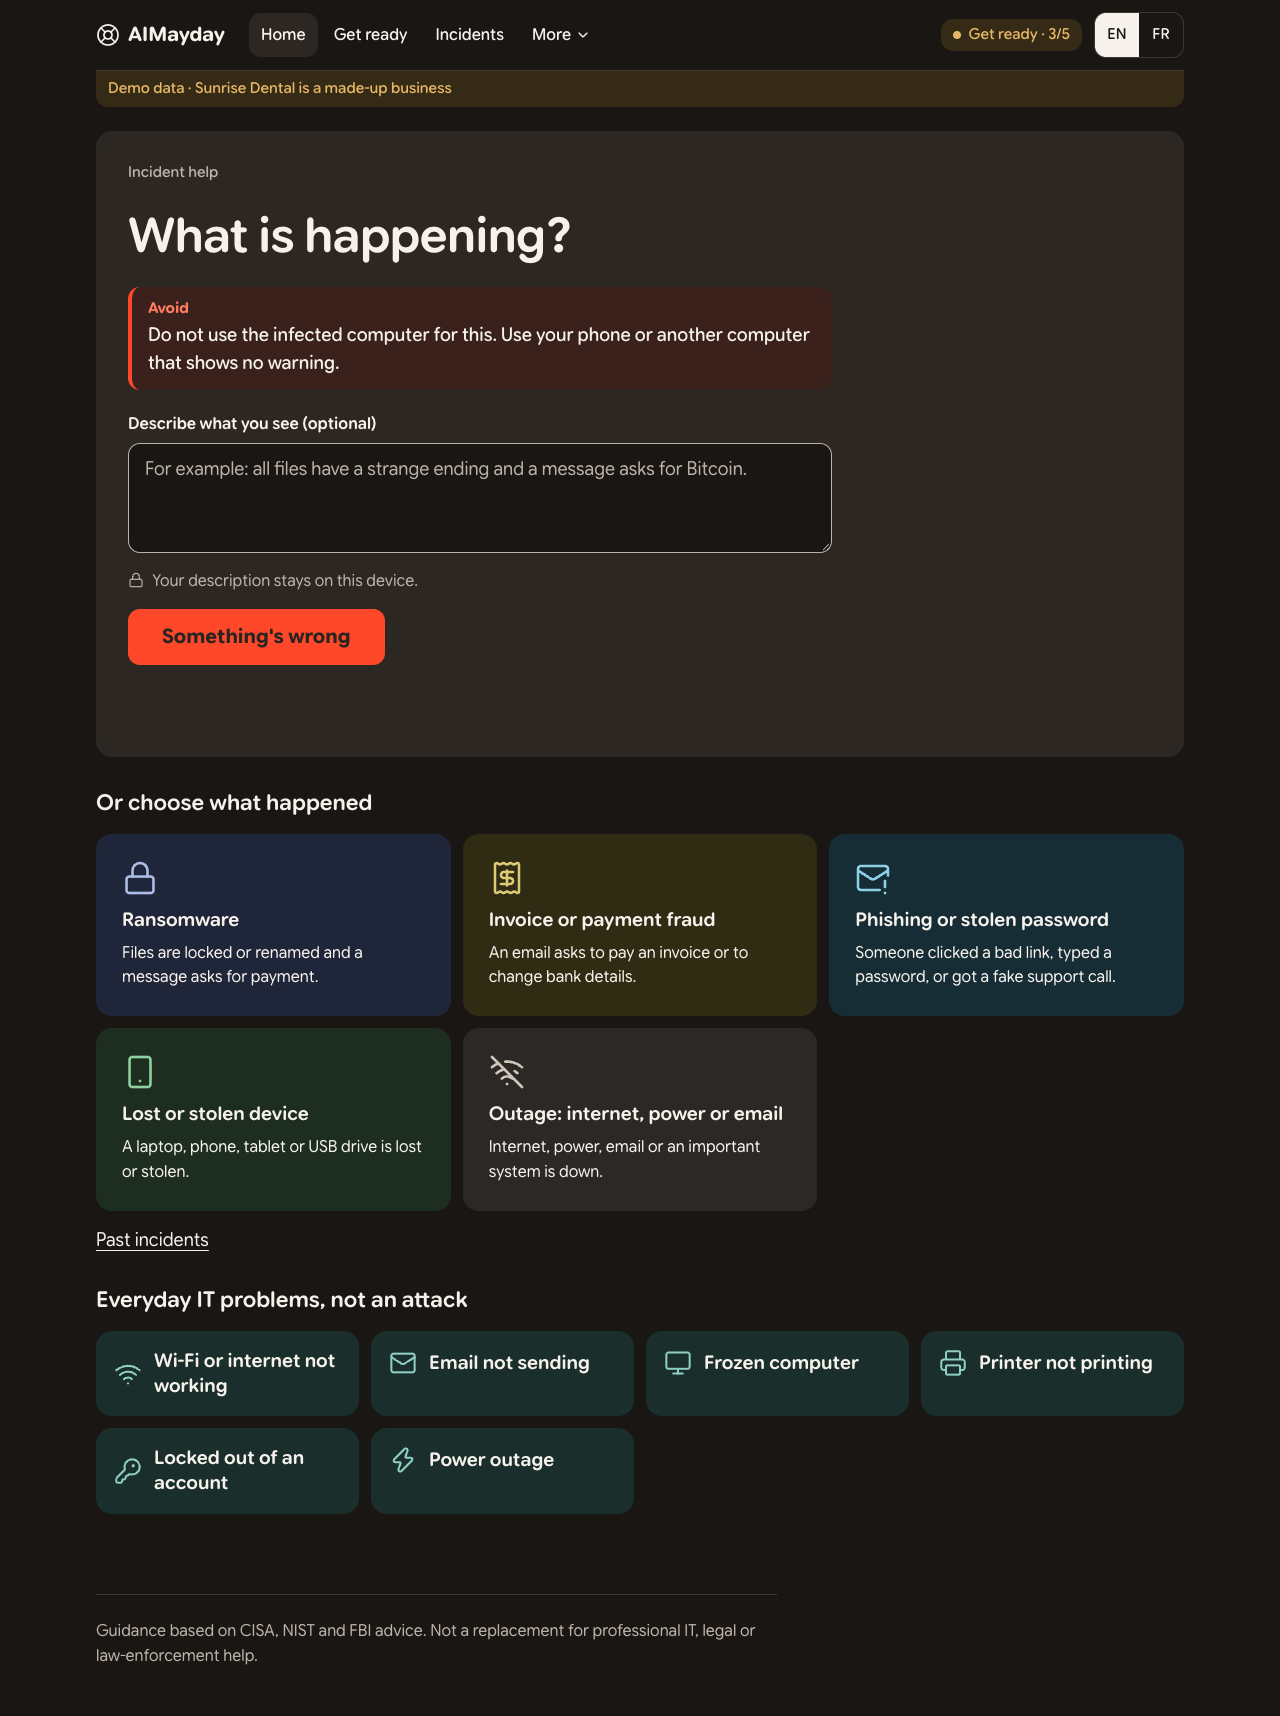 AIMayday
Home
Get ready
Incidents
More
Get ready · 3/5
EN
FR
Demo data · Sunrise Dental is a made-up business
Incident help
What is happening?
Avoid
Do not use the infected computer for this. Use your phone or another computer
that shows no warning.
Describe what you see (optional)
For example: all files have a strange ending and a message asks for Bitcoin.
Your description stays on this device.
Something's wrong
Or choose what happened
Ransomware
Files are locked or renamed and a
message asks for payment.
Invoice or payment fraud
An email asks to pay an invoice or to
change bank details.
Phishing or stolen password
Someone clicked a bad link, typed a
password, or got a fake support call.
Lost or stolen device
A laptop, phone, tablet or USB drive is lost
or stolen.
Outage: internet, power or email
Internet, power, email or an important
system is down.
Past incidents
Everyday IT problems, not an attack
Wi-Fi or internet not
working
Email not sending
Frozen computer
Printer not printing
Locked out of an
account
Power outage
Guidance based on CISA, NIST and FBI advice. Not a replacement for professional IT, legal or
law-enforcement help.